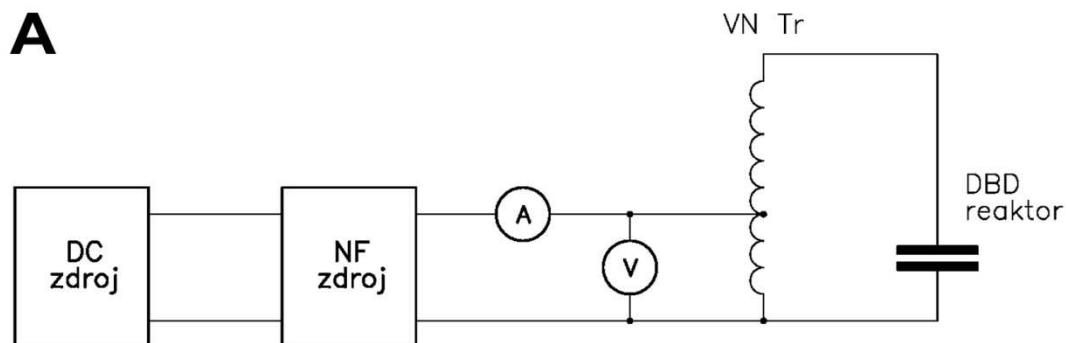 A
VN Tr
DC
zdroj
NF
zdroj
A
V
DBD
reaktor